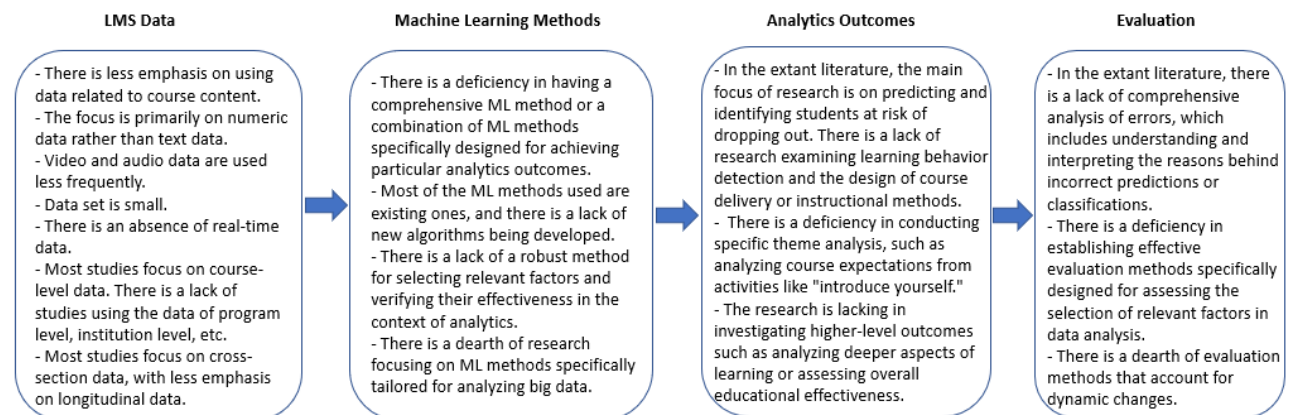 LMS Data
- There is less emphasis on using
data related to course content.
- The focus is primarily on numeric
data rather than text data.
- Video and audio data are used
less frequently.
- Data set is small.
- There is an absence of real-time
data.
- Most studies focus on course-
level data. There is a lack of
studies using the data of program
level, institution level, etc.
- Most studies focus on cross-
section data, with less emphasis
on longitudinal data.
Machine Learning Methods
- There is a deficiency in having a
comprehensive ML method or a
combination of ML methods
specifically designed for achieving
particular analytics outcomes.
- Most of the ML methods used are
existing ones, and there is a lack of
new algorithms being developed.
- There is a lack of a robust method
for selecting relevant factors and
verifying their effectiveness in the
context of analytics.
- There is a dearth of research
focusing on ML methods specifically
tailored for analyzing big data.
Analytics Outcomes
- In the extant literature, the main
focus of research is on predicting and
identifying students at risk of
dropping out. There is a lack of
research examining learning behavior
detection and the design of course
delivery or instructional methods.
- There is a deficiency in conducting
specific theme analysis, such as
analyzing course expectations from
activities like "introduce yourself."
- The research is lacking in
investigating higher-level outcomes
such as analyzing deeper aspects of
learning or assessing overall
educational effectiveness.
Evaluation
- In the extant literature, there
is a lack of comprehensive
analysis of errors, which
includes understanding and
interpreting the reasons behind
incorrect predictions or
classifications.
- There is a deficiency in
establishing effective
evaluation methods specifically
designed for assessing the
selection of relevant factors in
data analysis.
- There is a dearth of evaluation
methods that account for
dynamic changes.